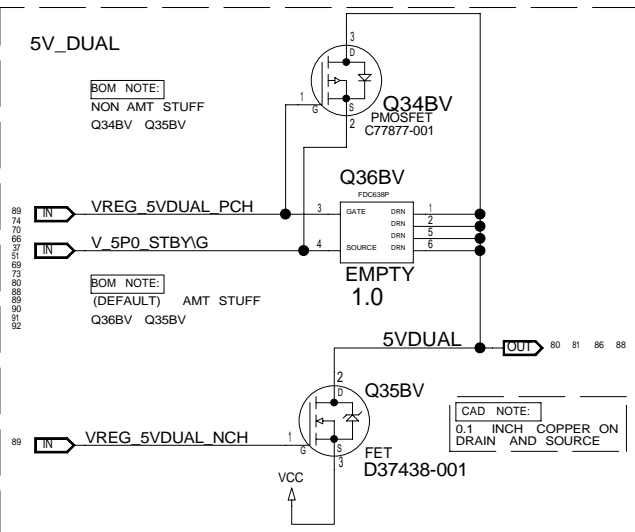 5V_DUAL
BOM NOTE:
NON AMT STUFF
Q34BV Q35BV
3
D
1
G
S
2
Q34BV
PMOSFET
C77877-001
Q36BV
FDC638P
89
74
70
66
37
51
69
73
80
88
89
90
91
92
IN VREG_5VDUAL_PCH
3 GATE DRN 1
DRN 2
DRN 5
IN V_5P0_STBY\G
4 SOURCE DRN 6
EMPTY
1.0
BOM NOTE:
(DEFAULT) AMT STUFF
Q36BV Q35BV
5VDUAL
OUT 80 81 86 88
2
D
Q35BV
89 IN VREG_5VDUAL_NCH
1
G
S
3
FET
D37438-001
VCC
CAD NOTE:
0.1 INCH COPPER ON
DRAIN AND SOURCE